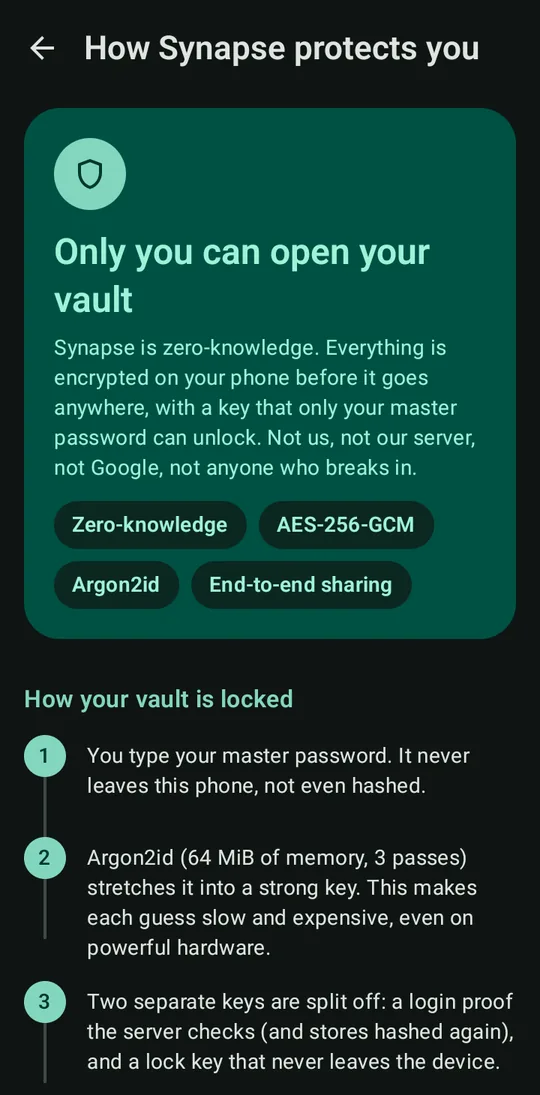 How Synapse protects you
Only you can open your
vault
Synapse is zero-knowledge. Everything is
encrypted on your phone before it goes
anywhere, with a key that only your master
password can unlock. Not us, not our server,
not Google, not anyone who breaks in.
Zero-knowledge
AES-256-GCM
Argon2id
End-to-end sharing
How your vault is locked
1
You type your master password. It never
leaves this phone, not even hashed.
2
Argon2id (64 MiB of memory, 3 passes)
stretches it into a strong key. This makes
each guess slow and expensive, even on
powerful hardware.
3
Two separate keys are split off: a login proof
the server checks (and stores hashed again),
and a lock key that never leaves the device.